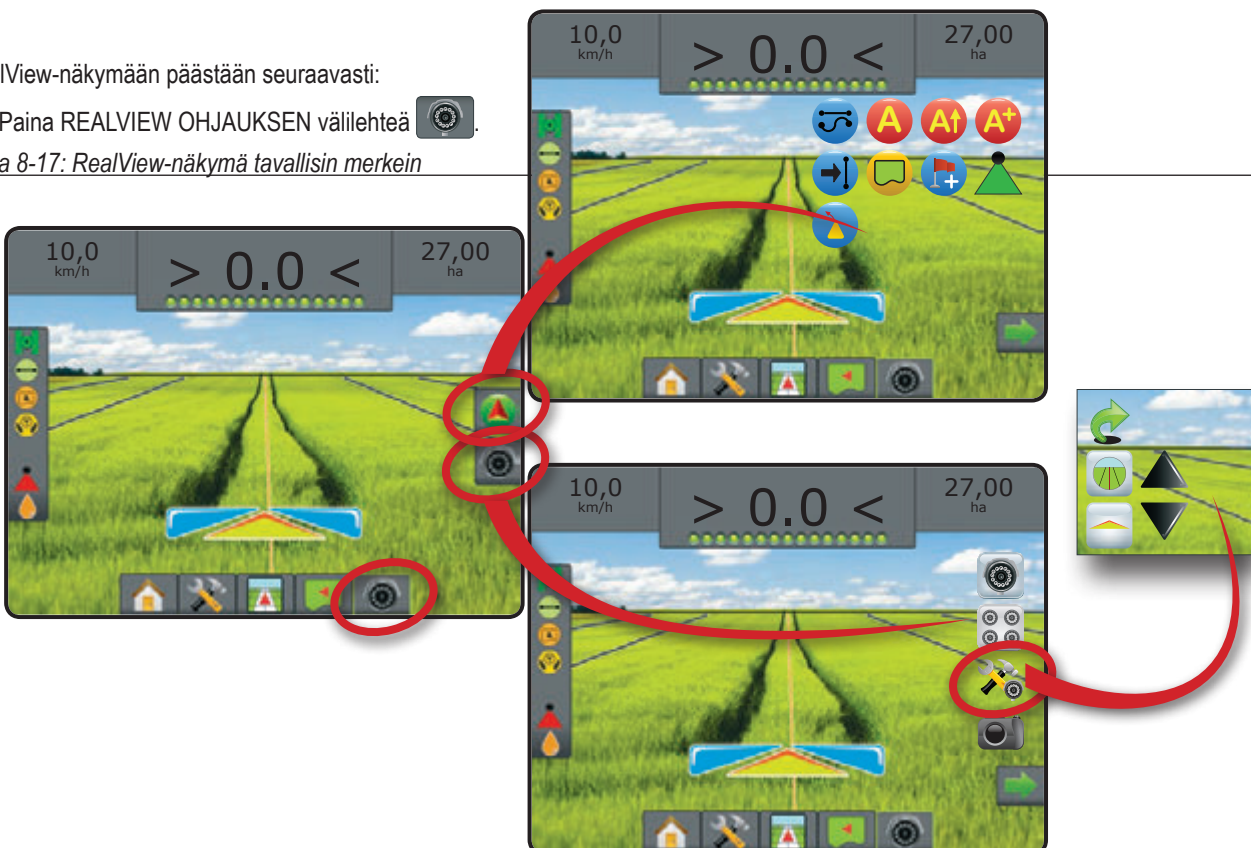 lView-näkymään päästään seuraavasti:
Paina REALVIEW OHJAUKSEN välilehteä .
a 8-17: RealView-näkymä tavallisin merkein
10,0
km/h
> 0.0 <
27,00
ha
A A A+
10,0
km/h
> 0.0 <
27,00
ha
10,0
km/h
> 0.0 <
27,00
ha